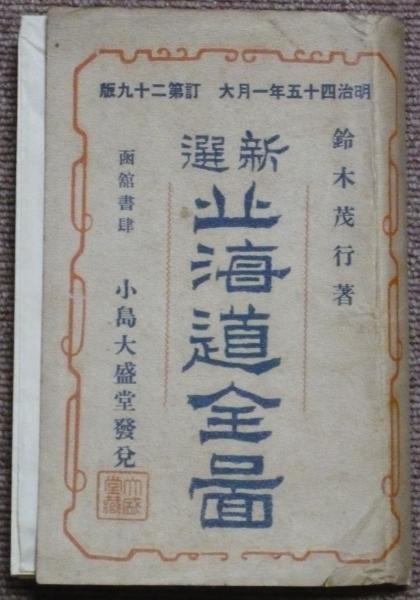 明治四十五年一月大訂第二十九版
鈴木茂行著
新選
北海道全圖
函舘書肆
小島大盛堂發兌